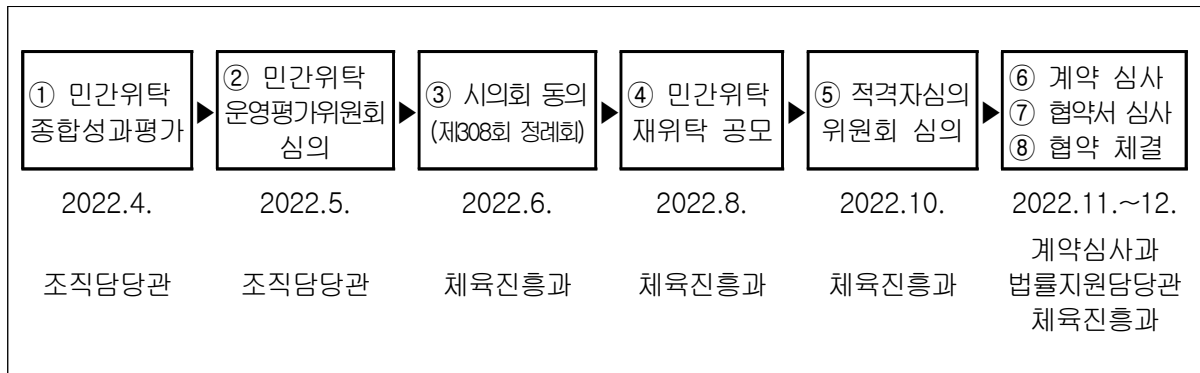 ① 민간위탁
종합성과평가
▶
② 민간위탁
운영평가위원회
심의
▶
③ 시의회 동의
(제308회 정례회)
▶
④ 민간위탁
재위탁 공모
▶
⑤ 적격자심의
위원회 심의
▶
⑥ 계약 심사
⑦ 협약서 심사
⑧ 협약 체결
2022.4.
2022.5.
2022.6.
2022.8.
2022.10.
2022.11.~12.
조직담당관
조직담당관
체육진흥과
체육진흥과
체육진흥과
계약심사과
법률지원담당관
체육진흥과